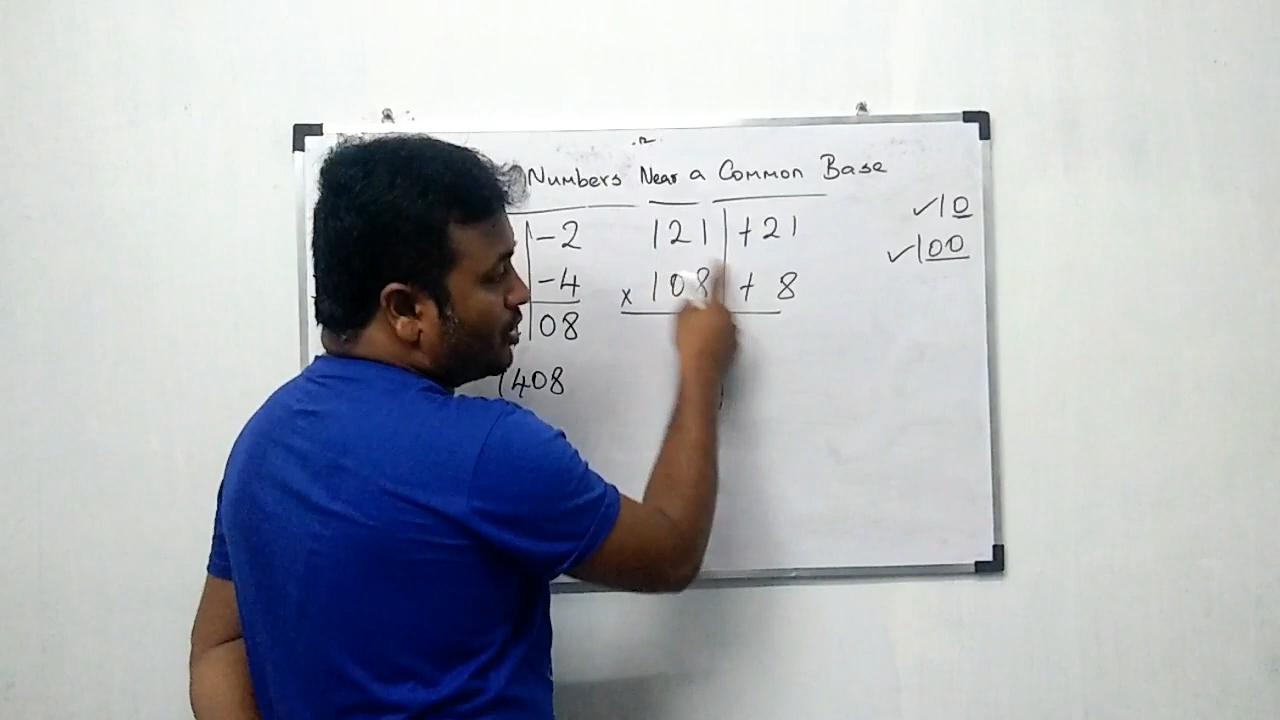 Numbers Near a Common Base
-2
-4
08
408
121 | +21
x 108 | + 8
✓10
✓100